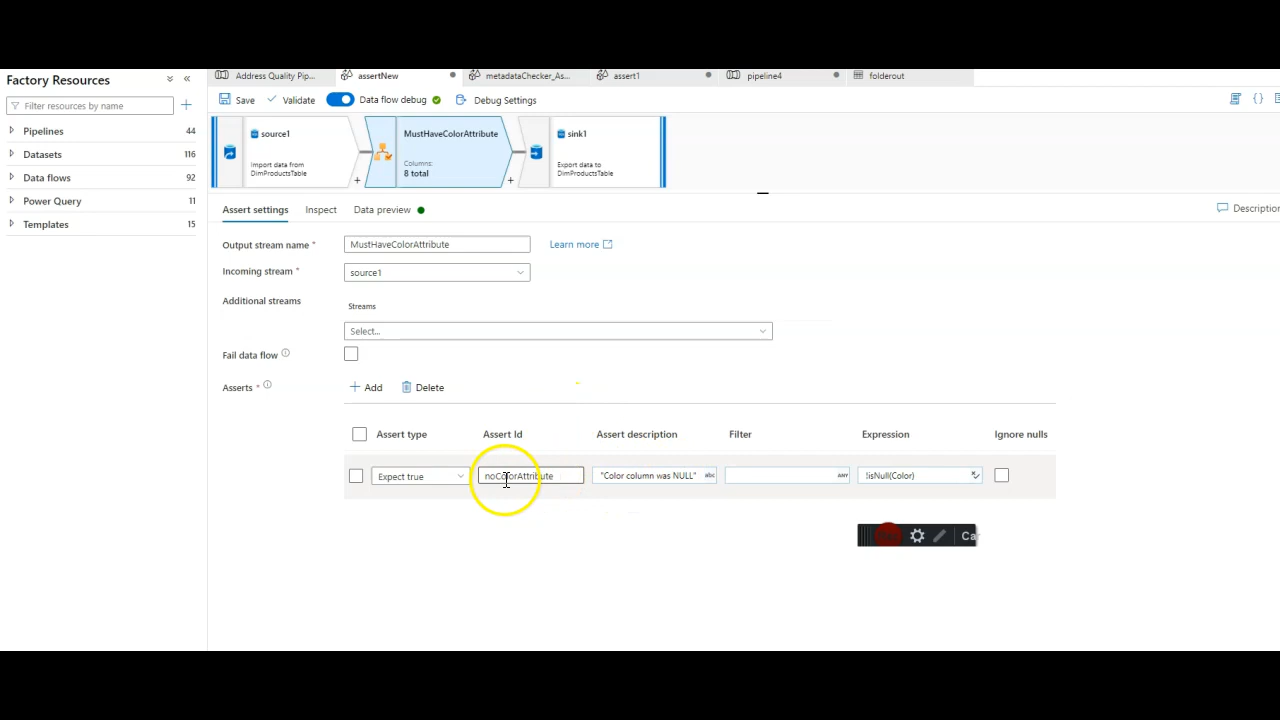 Factory Resources
Filter resources by name
Pipelines 44
Datasets 116
Data flows 92
Power Query 11
Templates 15
Address Quality Pip... assertNew metadataChecker_As... assert1 pipeline4 folderout
Save Validate Data flow debug Debug Settings
source1
Import data from
DimProductsTable
+
MustHaveColorAttribute
Columns:
8 total
+
sink1
Export data to
DimProductsTable
Assert settings Inspect Data preview Description
Output stream name * MustHaveColorAttribute Learn more
Incoming stream * source1
Additional streams Streams
Select...
Fail data flow
Asserts * Add Delete
Assert type Assert Id Assert description Filter Expression Ignore nulls
Expect true noColorAttribute "Color column was NULL" abc ANY !isNull(Color)
Ca